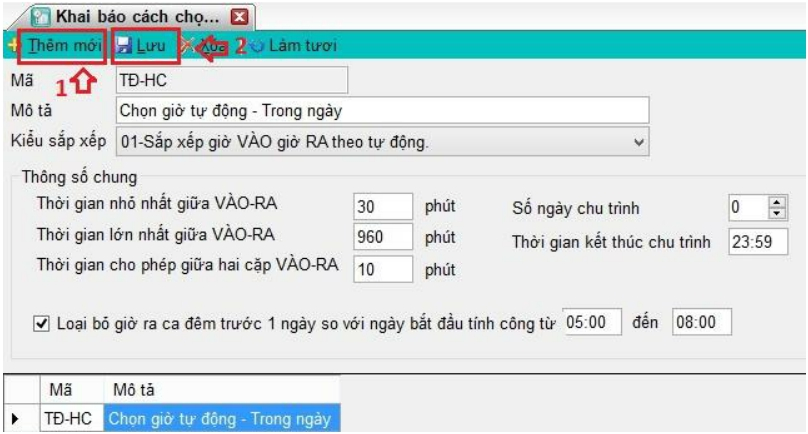 Khai báo cách chọ...
Thêm mới Lưu Xóa 2 Làm tươi
1
Mã TĐ-HC
Mô tả Chọn giờ tự động - Trong ngày
Kiểu sắp xếp 01-Sắp xếp giờ VÀO giờ RA theo tự động.
Thông số chung
Thời gian nhỏ nhất giữa VÀO-RA 30 phút Số ngày chu trình 0
Thời gian lớn nhất giữa VÀO-RA 960 phút Thời gian kết thúc chu trình 23:59
Thời gian cho phép giữa hai cặp VÀO-RA 10 phút
Loại bỏ giờ ra ca đêm trước 1 ngày so với ngày bắt đầu tính công từ 05:00 đến 08:00
Mã Mô tả
TĐ-HC Chọn giờ tự động - Trong ngày